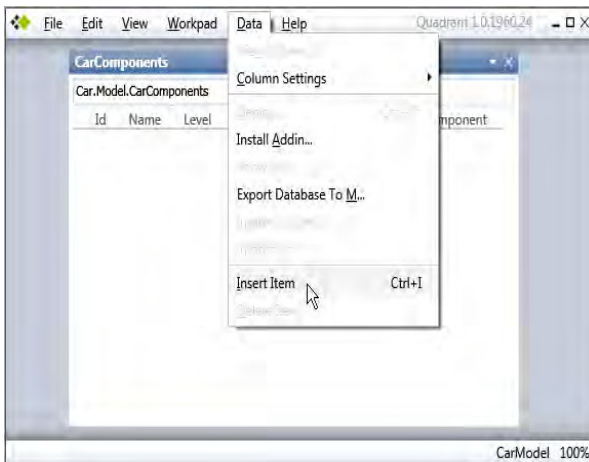 File Edit View Workpad Data Help Quadrant 1.0.1960.24
CarComponents
Car.Model.CarComponents
Id Name Level
Column Settings
Install Addin...
Export Database To M...
Insert Item Ctrl+I
CarModel 100%